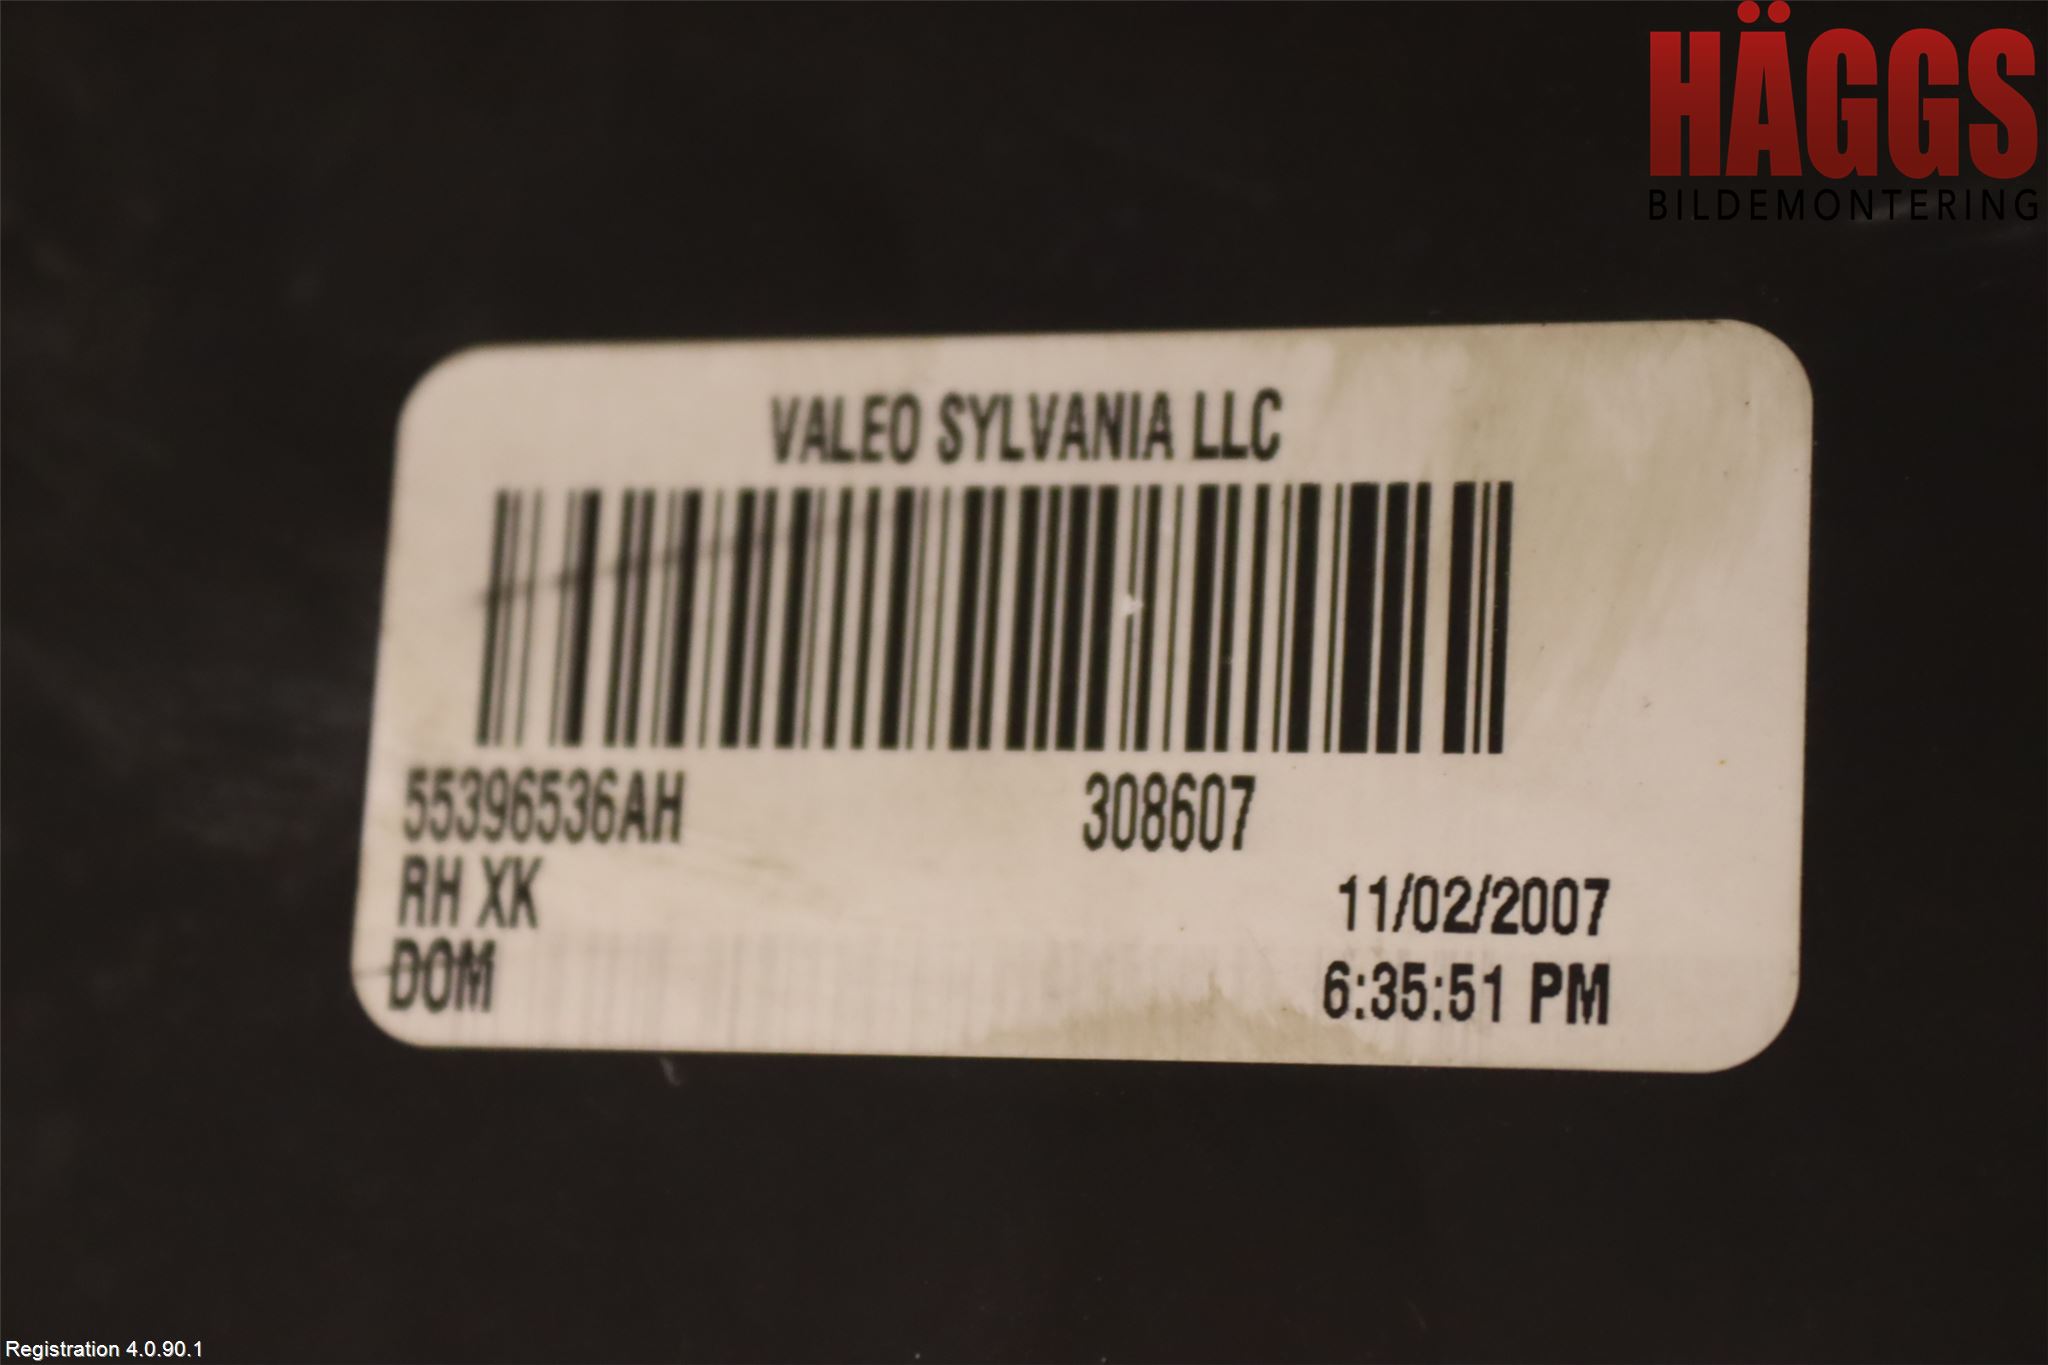 HÄGGS
BILDEMONTERING
VALEO SYLVANIA LLC
55396536AH 308607
RH XK 11/02/2007
DOM 6:35:51 PM
Registration 4.0.90.1